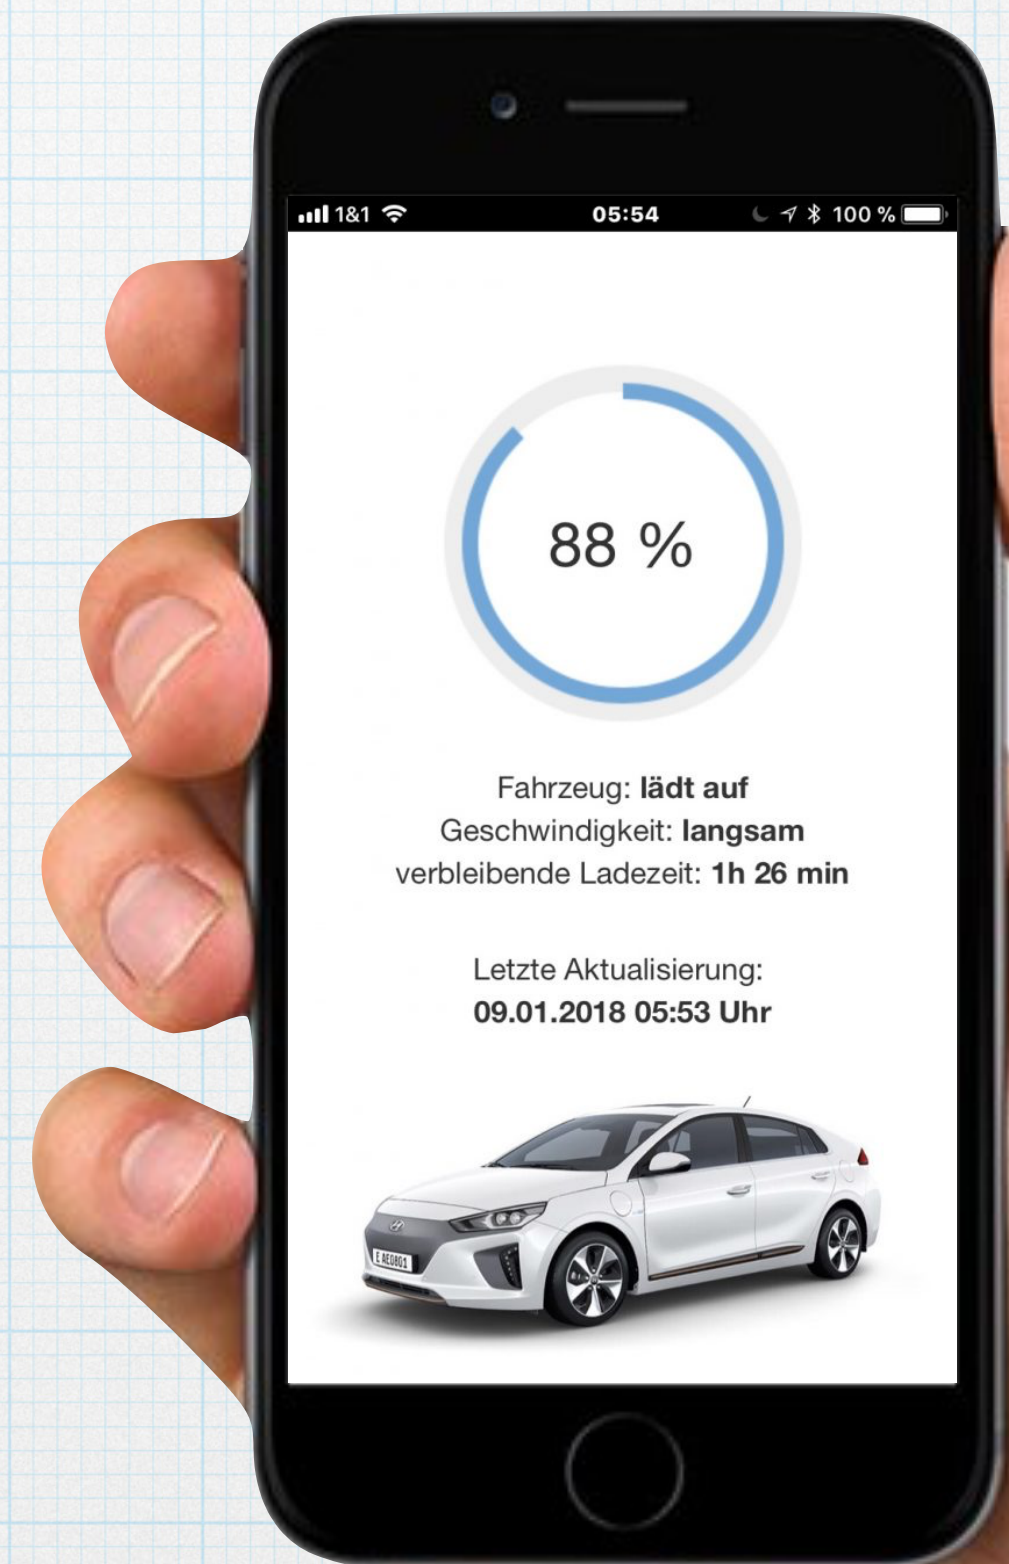 1&1 05:54 100 %
88 %
Fahrzeug: lädt auf
Geschwindigkeit: langsam
verbleibende Ladezeit: 1h 26 min
Letzte Aktualisierung:
09.01.2018 05:53 Uhr
E AE0801